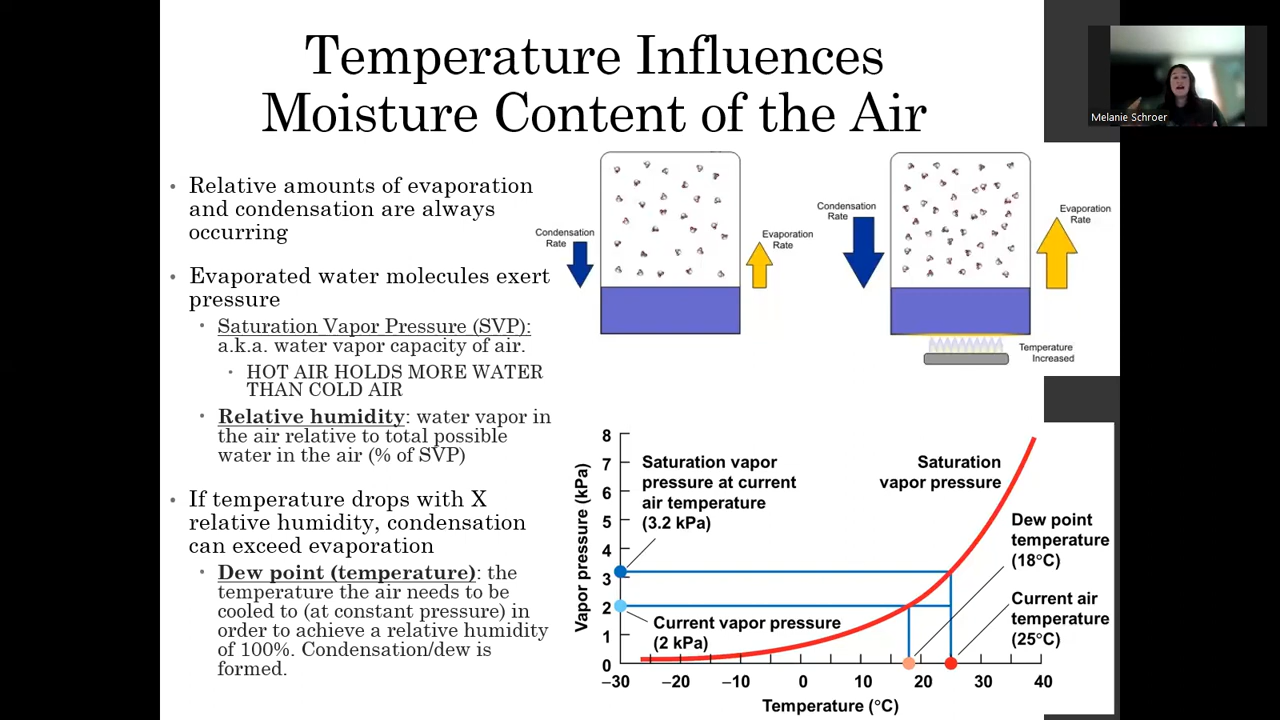 Temperature Influences
Moisture Content of the Air
Melanie Schroer
• Relative amounts of evaporation
and condensation are always
occurring
• Evaporated water molecules exert
pressure
• Saturation Vapor Pressure (SVP):
a.k.a. water vapor capacity of air.
• HOT AIR HOLDS MORE WATER
THAN COLD AIR
• Relative humidity: water vapor in
the air relative to total possible
water in the air (% of SVP)
• If temperature drops with X
relative humidity, condensation
can exceed evaporation
• Dew point (temperature): the
temperature the air needs to be
cooled to (at constant pressure) in
order to achieve a relative humidity
of 100%. Condensation/dew is
formed.
Condensation
Rate
Evaporation
Rate
Condensation
Rate
Evaporation
Rate
Temperature
Increased
Vapor pressure (kPa)
8
7
6
5
4
3
2
1
0
Saturation vapor
pressure at current
air temperature
(3.2 kPa)
Saturation
vapor pressure
Dew point
temperature
(18°C)
Current vapor pressure
(2 kPa)
Current air
temperature
(25°C)
–30 –20 –10 0 10 20 30 40
Temperature (°C)